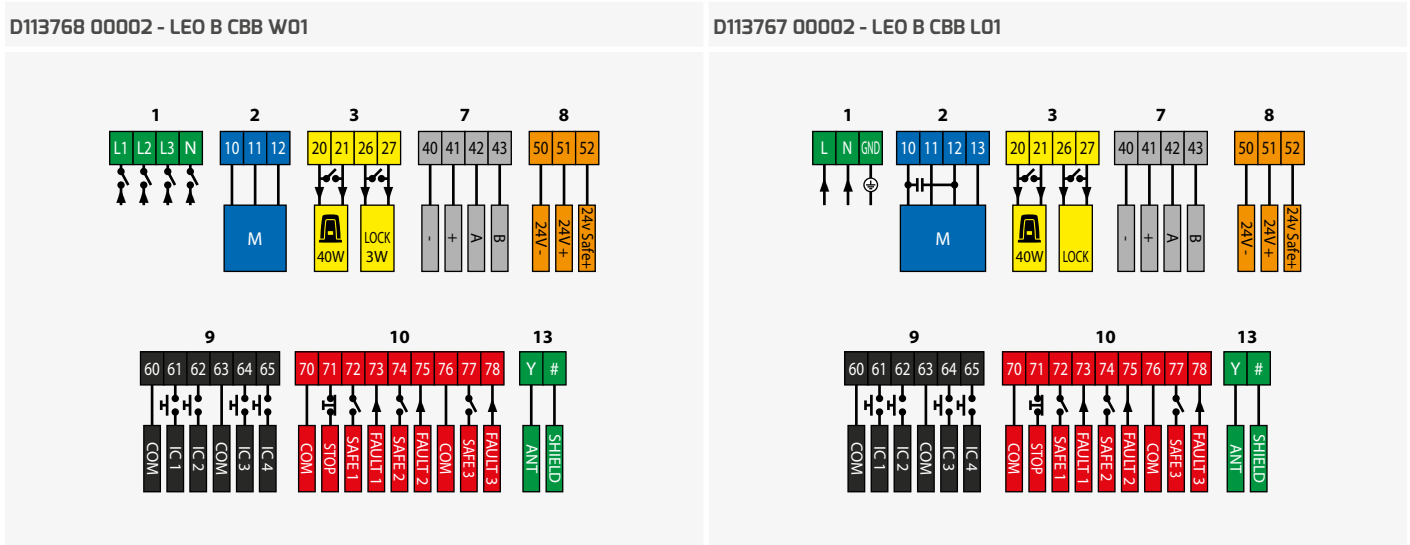 D113768 00002 - LEO B CBB W01
1 2 3 7 8
L1 L2 L3 N 10 11 12 20 21 26 27 40 41 42 43 50 51 52
M 40W LOCK 3W - + A B 24V - 24V + 24v Safe+
9 10 13
60 61 62 63 64 65 70 71 72 73 74 75 76 77 78 Y #
COM IC 1 IC 2 COM IC 3 IC 4 COM STOP SAFE 1 FAULT 1 SAFE 2 FAULT 2 COM SAFE 3 FAULT 3 ANT SHIELD
D113767 00002 - LEO B CBB L01
1 2 3 7 8
L N GND 10 11 12 13 20 21 26 27 40 41 42 43 50 51 52
M 40W LOCK - + A B 24V - 24V + 24v Safe+
9 10 13
60 61 62 63 64 65 70 71 72 73 74 75 76 77 78 Y #
COM IC 1 IC 2 COM IC 3 IC 4 COM STOP SAFE 1 FAULT 1 SAFE 2 FAULT 2 COM SAFE 3 FAULT 3 ANT SHIELD